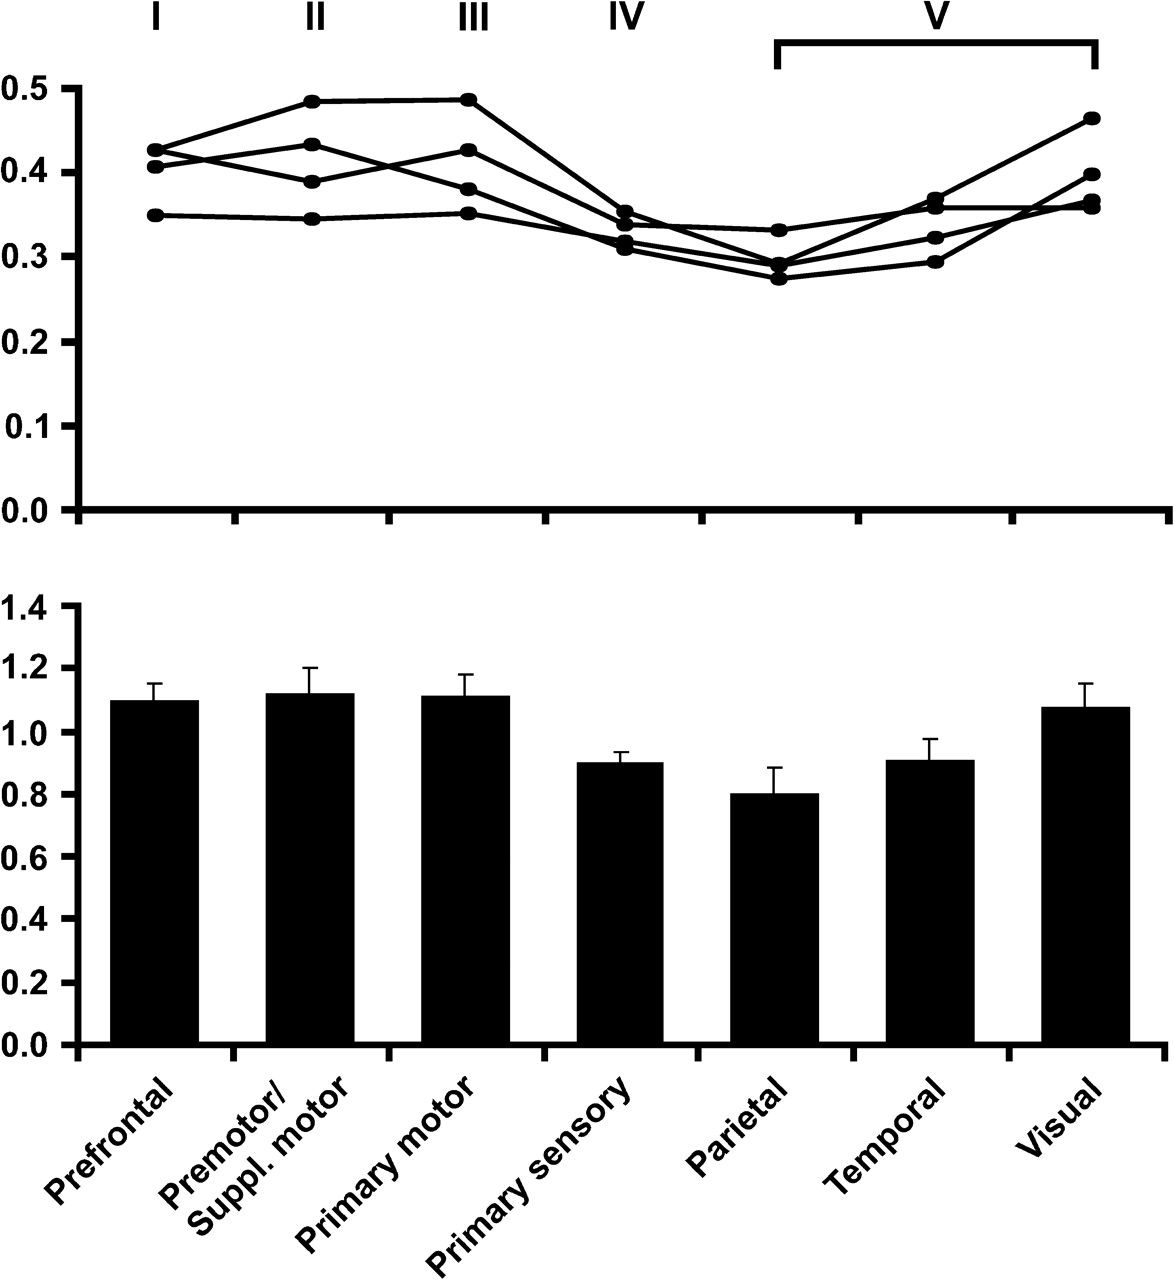 I II III IV V
0.5
0.4
0.3
0.2
0.1
0.0
1.4
1.2
1.0
0.8
0.6
0.4
0.2
0.0
Prefrontal
Premotor/
Suppl. motor
Primary motor
Primary sensory
Parietal
Temporal
Visual